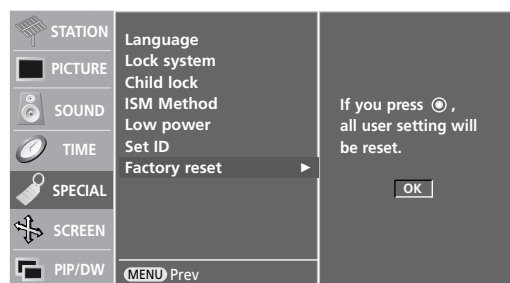 STATION
PICTURE
SOUND
TIME
SPECIAL
SCREEN
PIP/DW
Language
Lock system
Child lock
ISM Method
Low power
Set ID
Factory reset ►
MENU Prev
If you press ◉ ,
all user setting will
be reset.
OK